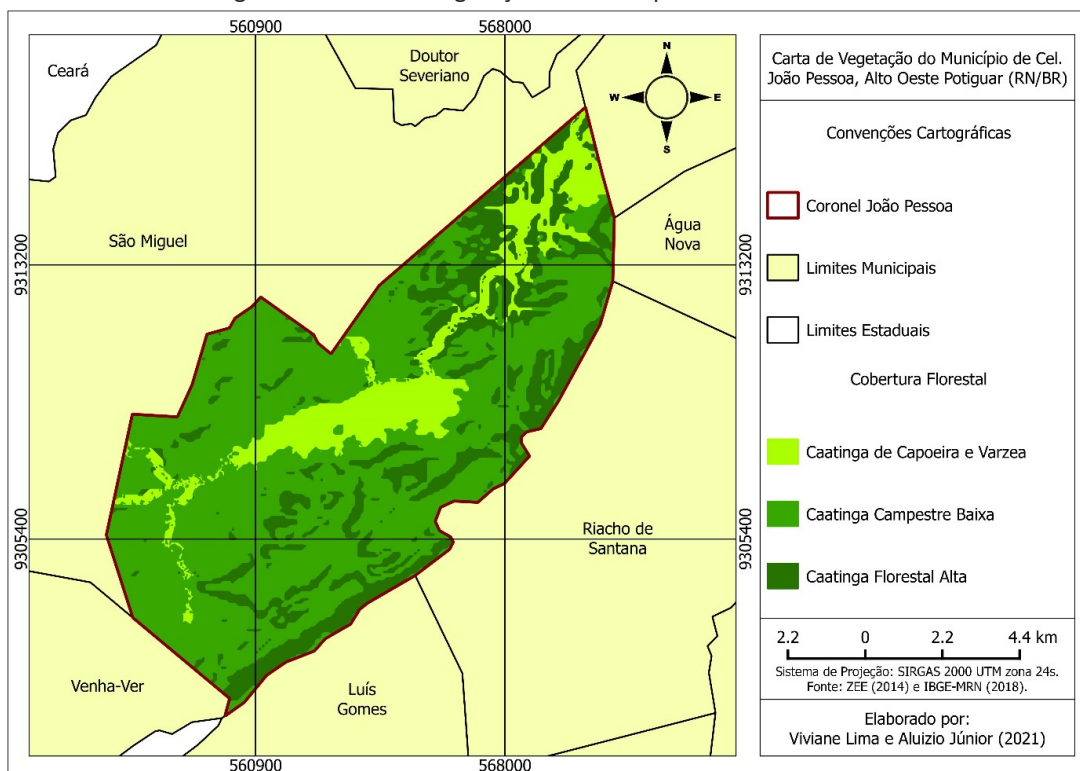 560900
568000
Ceará
Doutor
Severiano
N
W
E
S
São Miguel
Água
Nova
9313200
9313200
9305400
9305400
Riacho de
Santana
Venha-Ver
Luís
Gomes
560900
568000
Carta de Vegetação do Município de Cel.
João Pessoa, Alto Oeste Potiguar (RN/BR)
Convenções Cartográficas
Coronel João Pessoa
Limites Municipais
Limites Estaduais
Cobertura Florestal
Caatinga de Capoeira e Varzea
Caatinga Campestre Baixa
Caatinga Florestal Alta
2.2 0 2.2 4.4 km
Sistema de Projeção: SIRGAS 2000 UTM zona 24s.
Fonte: ZEE (2014) e IBGE-MRN (2018).
Elaborado por:
Viviane Lima e Aluizio Júnior (2021)